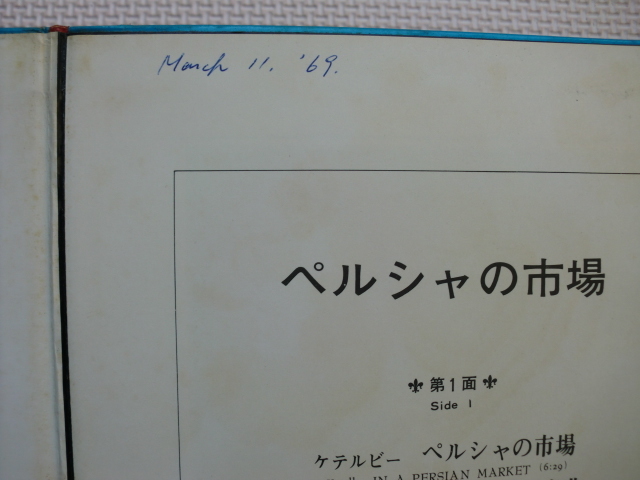 March 11. '69.
ペルシャの市場
第1面
Side 1
ケテルビー ペルシャの市場
IN A PERSIAN MARKET (6:29)